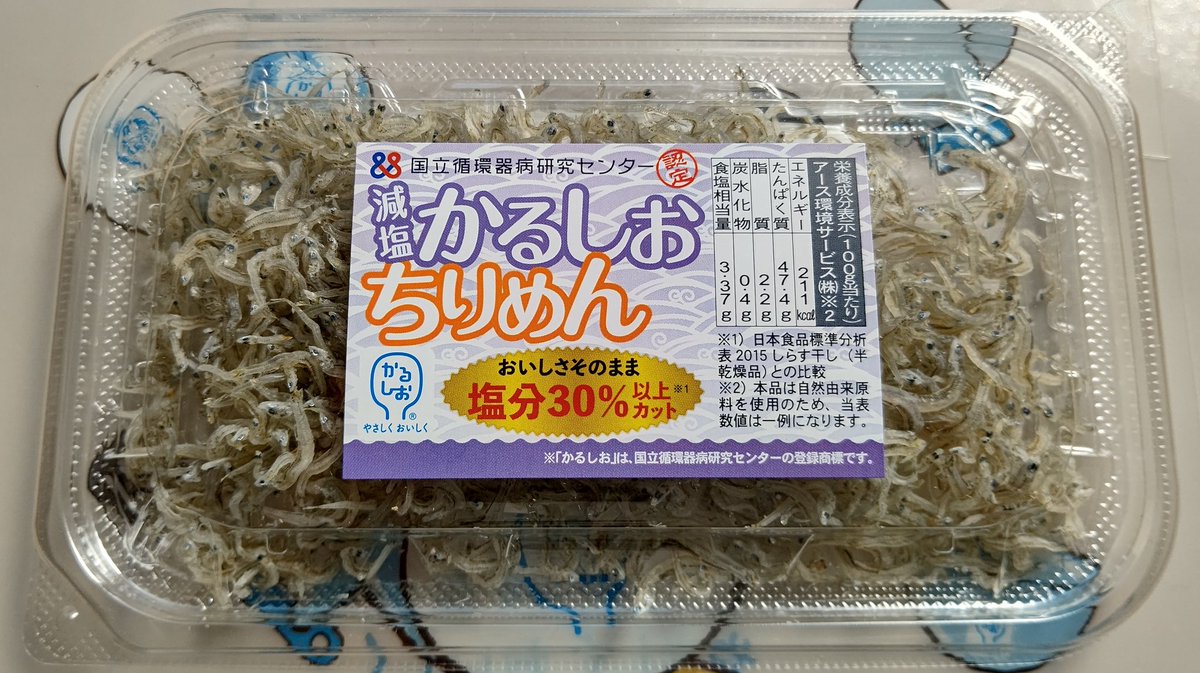 国立循環器病研究センター
認定
減塩
かるしお
ちりめん
おいしさそのまま
塩分30%以上カット※1
かるしお®
やさしく おいしく
栄養成分表示(100g当たり)
アース環境サービス㈱※2
エネルギー 211kcal
たんぱく質 47.4g
脂質 2.2g
炭水化物 0.4g
食塩相当量 3.37g
※1）日本食品標準分析
表2015しらす干し（半
乾燥品）との比較
※2）本品は自然由来原
料を使用のため、当表
数値は一例になります。
※「かるしお」は、国立循環器病研究センターの登録商標です。